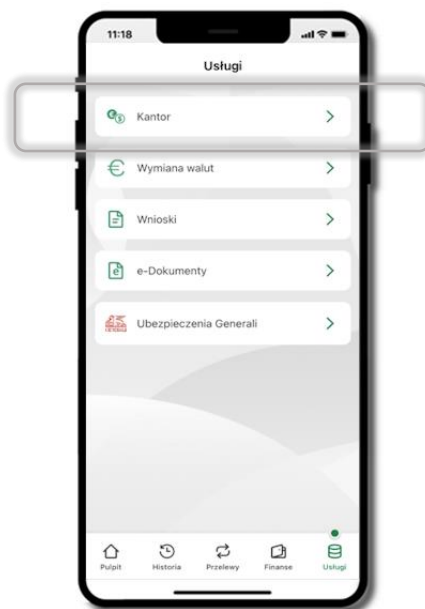 11:18
Usługi
Kantor
Wymiana walut
Wnioski
e-Dokumenty
Ubezpieczenia Generali
Pulpit
Historia
Przelewy
Finanse
Usługi